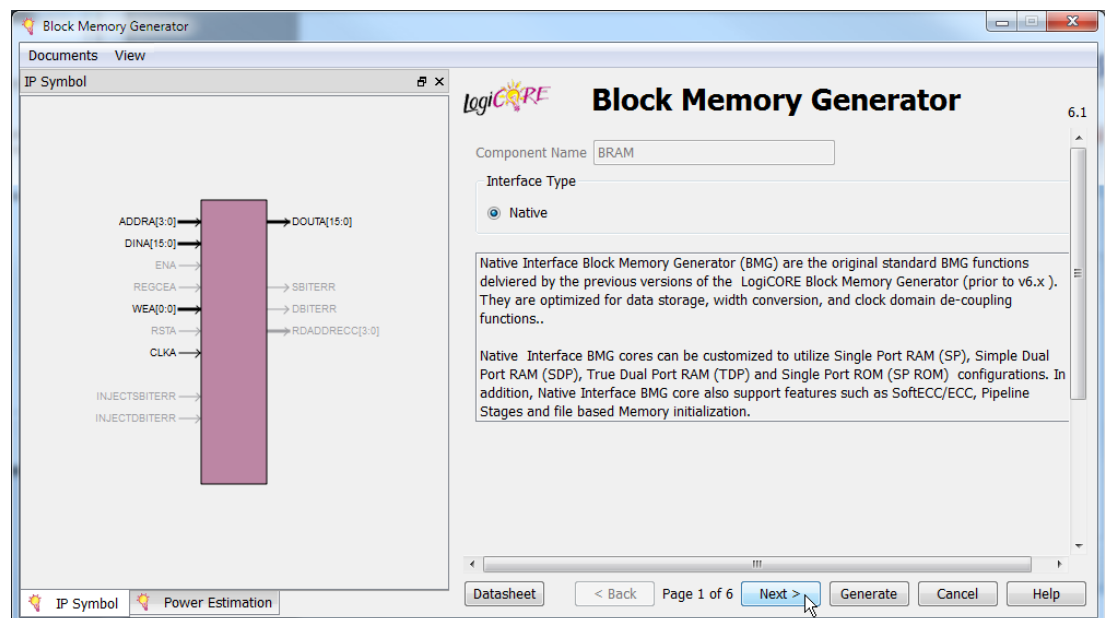 Block Memory Generator
Documents View
IP Symbol
ADDRA[3:0]
DOUTA[15:0]
DINA[15:0]
ENA
REGCEA
SBITERR
WEA[0:0]
DBITERR
RSTA
RDADDRECC[3:0]
CLKA
INJECTSBITERR
INJECTDBITERR
IP Symbol
Power Estimation
logiCORE
Block Memory Generator
6.1
Component Name BRAM
Interface Type
Native
Native Interface Block Memory Generator (BMG) are the original standard BMG functions
delviered by the previous versions of the LogiCORE Block Memory Generator (prior to v6.x ).
They are optimized for data storage, width conversion, and clock domain de-coupling
functions..
Native Interface BMG cores can be customized to utilize Single Port RAM (SP), Simple Dual
Port RAM (SDP), True Dual Port RAM (TDP) and Single Port ROM (SP ROM) configurations. In
addition, Native Interface BMG core also support features such as SoftECC/ECC, Pipeline
Stages and file based Memory initialization.
Datasheet
< Back
Page 1 of 6
Next >
Generate
Cancel
Help